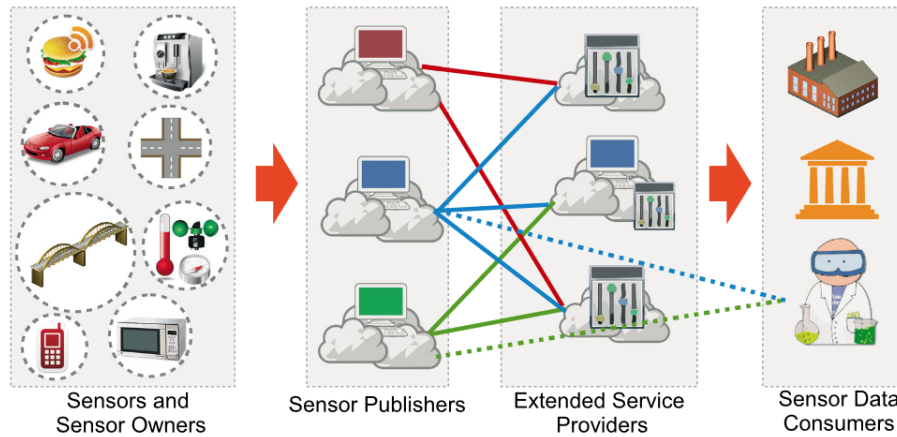 Sensors and
Sensor Owners
Sensor Publishers
Extended Service
Providers
Sensor Data
Consumers